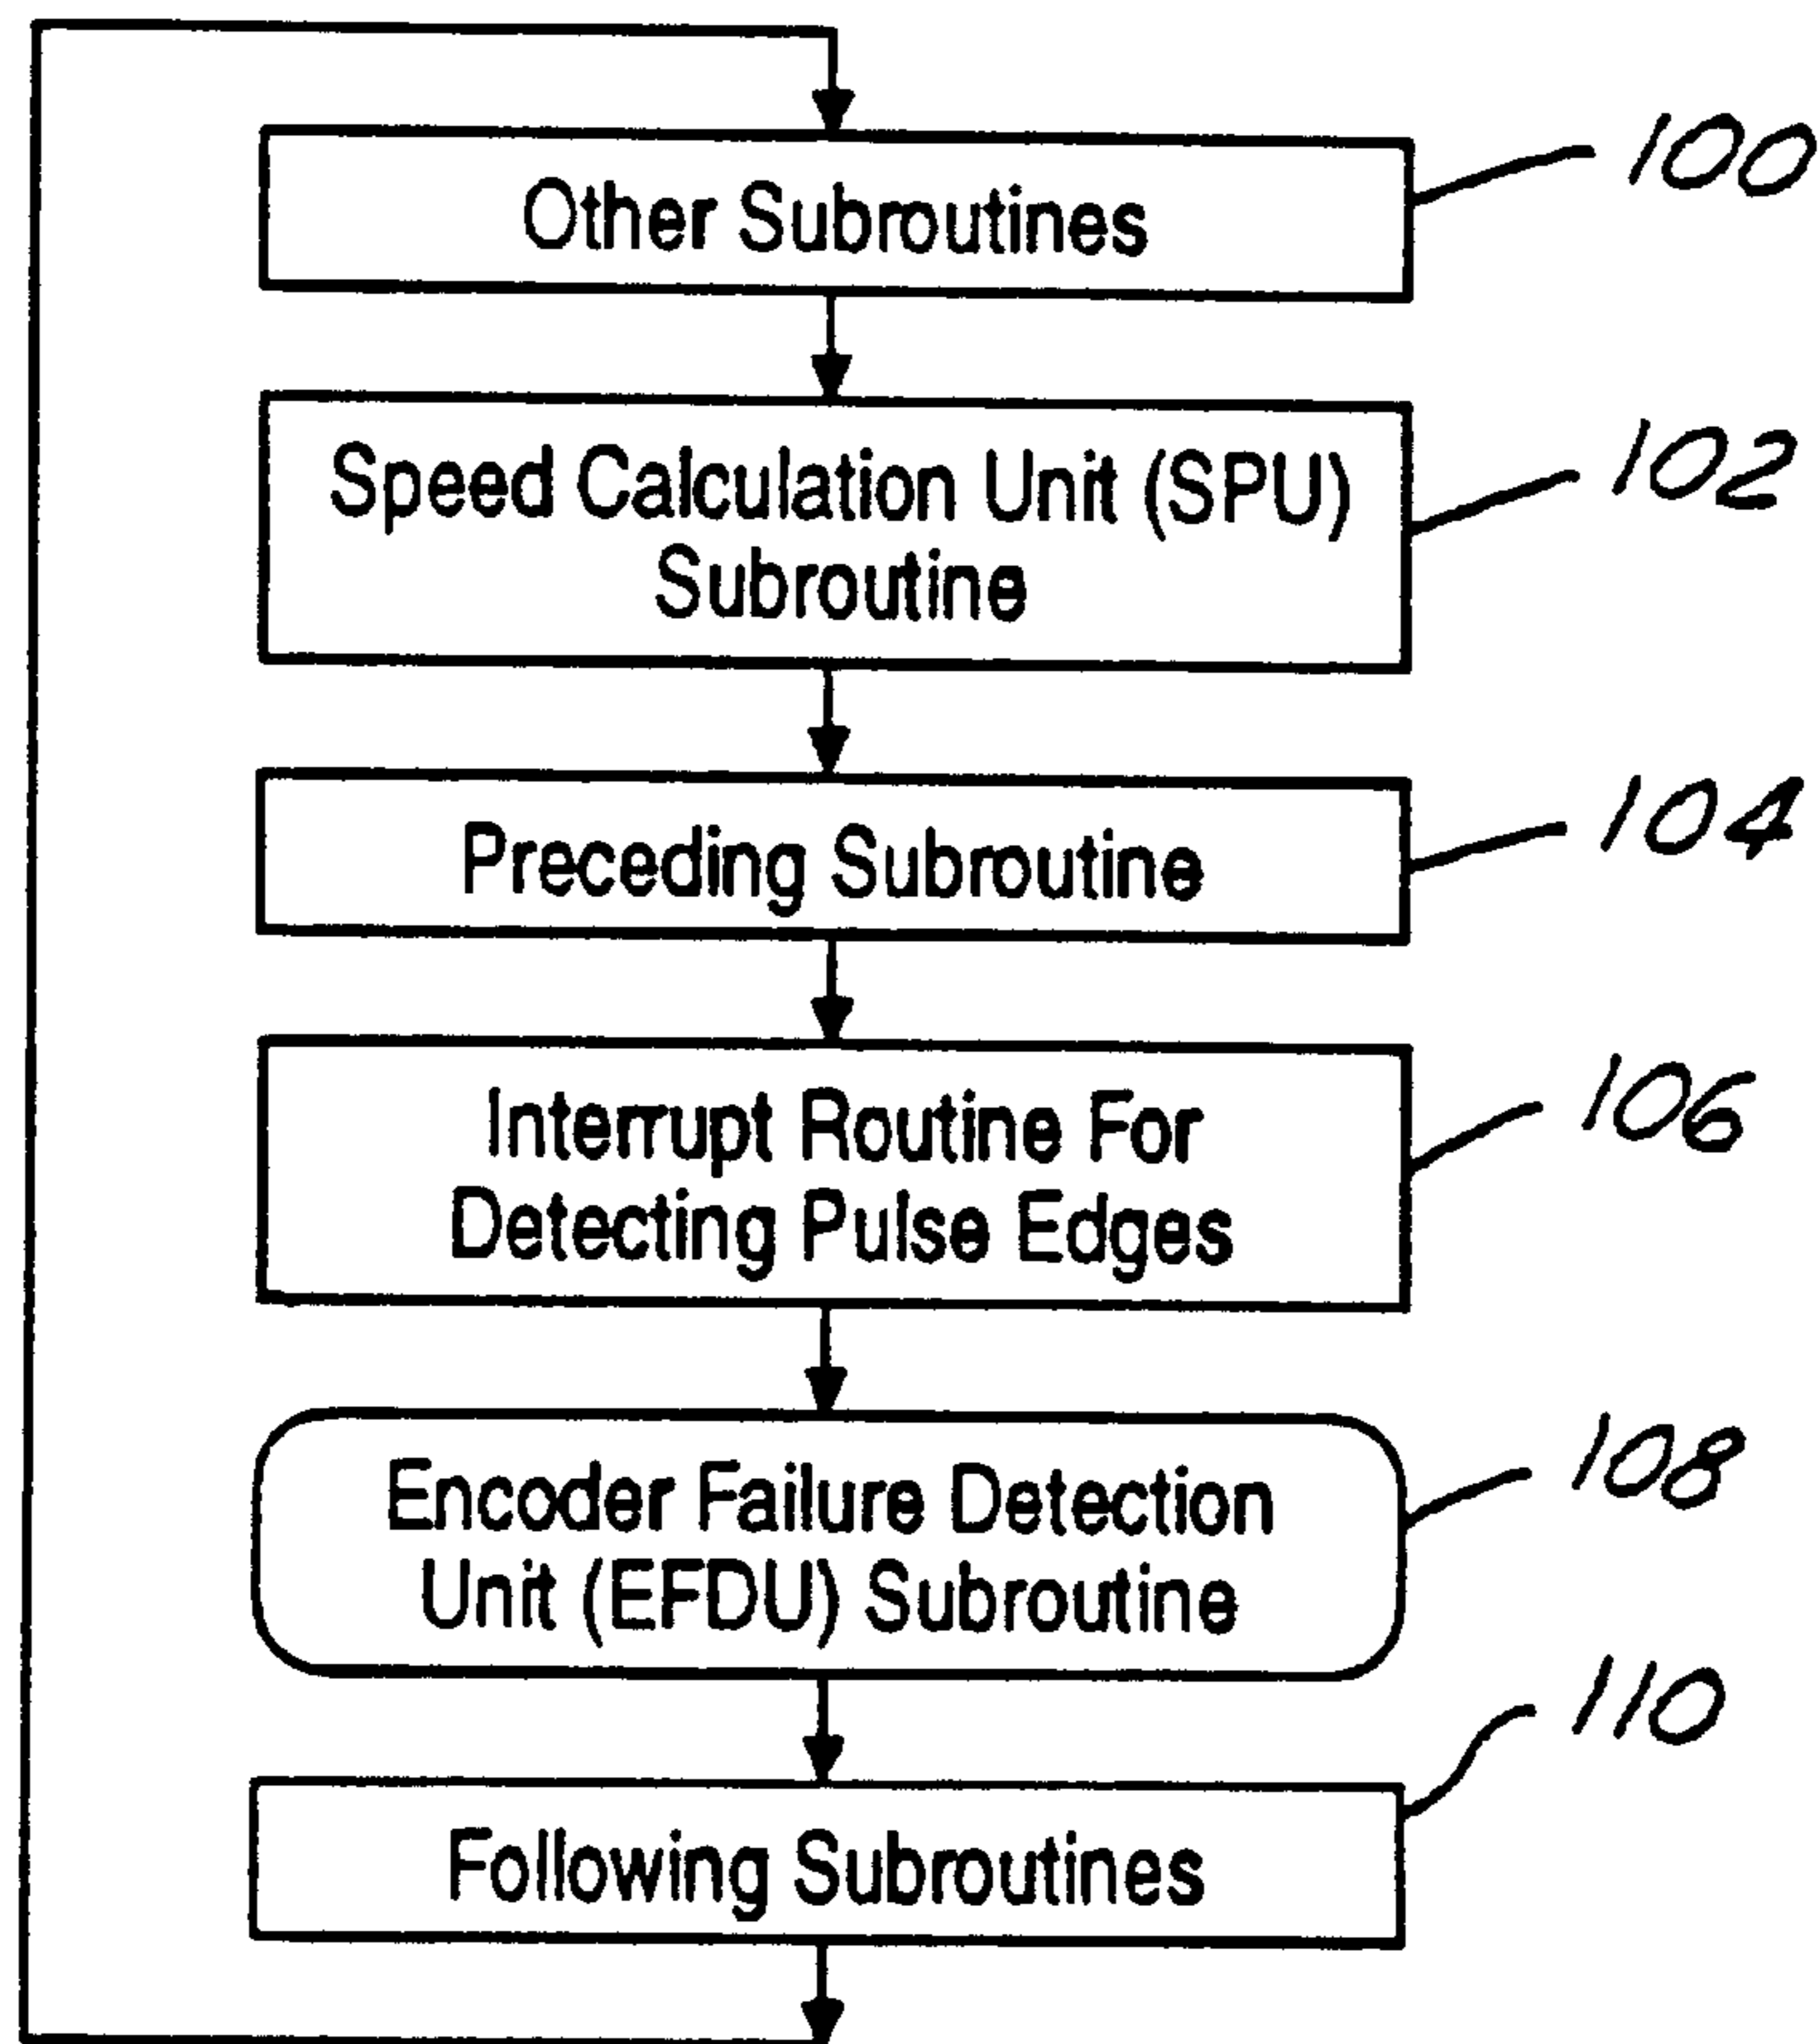 Other Subroutines
100
Speed Calculation Unit (SPU)
Subroutine
102
Preceding Subroutine
104
Interrupt Routine For
Detecting Pulse Edges
106
Encoder Failure Detection
Unit (EFDU) Subroutine
108
Following Subroutines
110